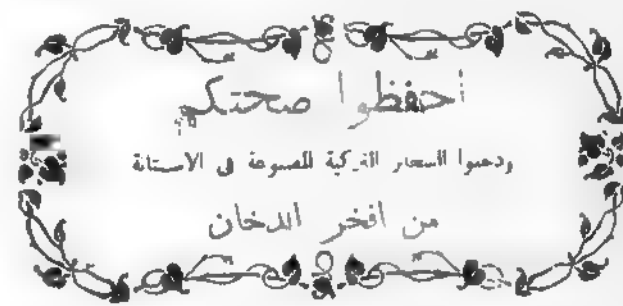 احفظوا صحتكم
ودخنوا السجاير التركية المصنوعة في الاستانة
من افخر الدخان